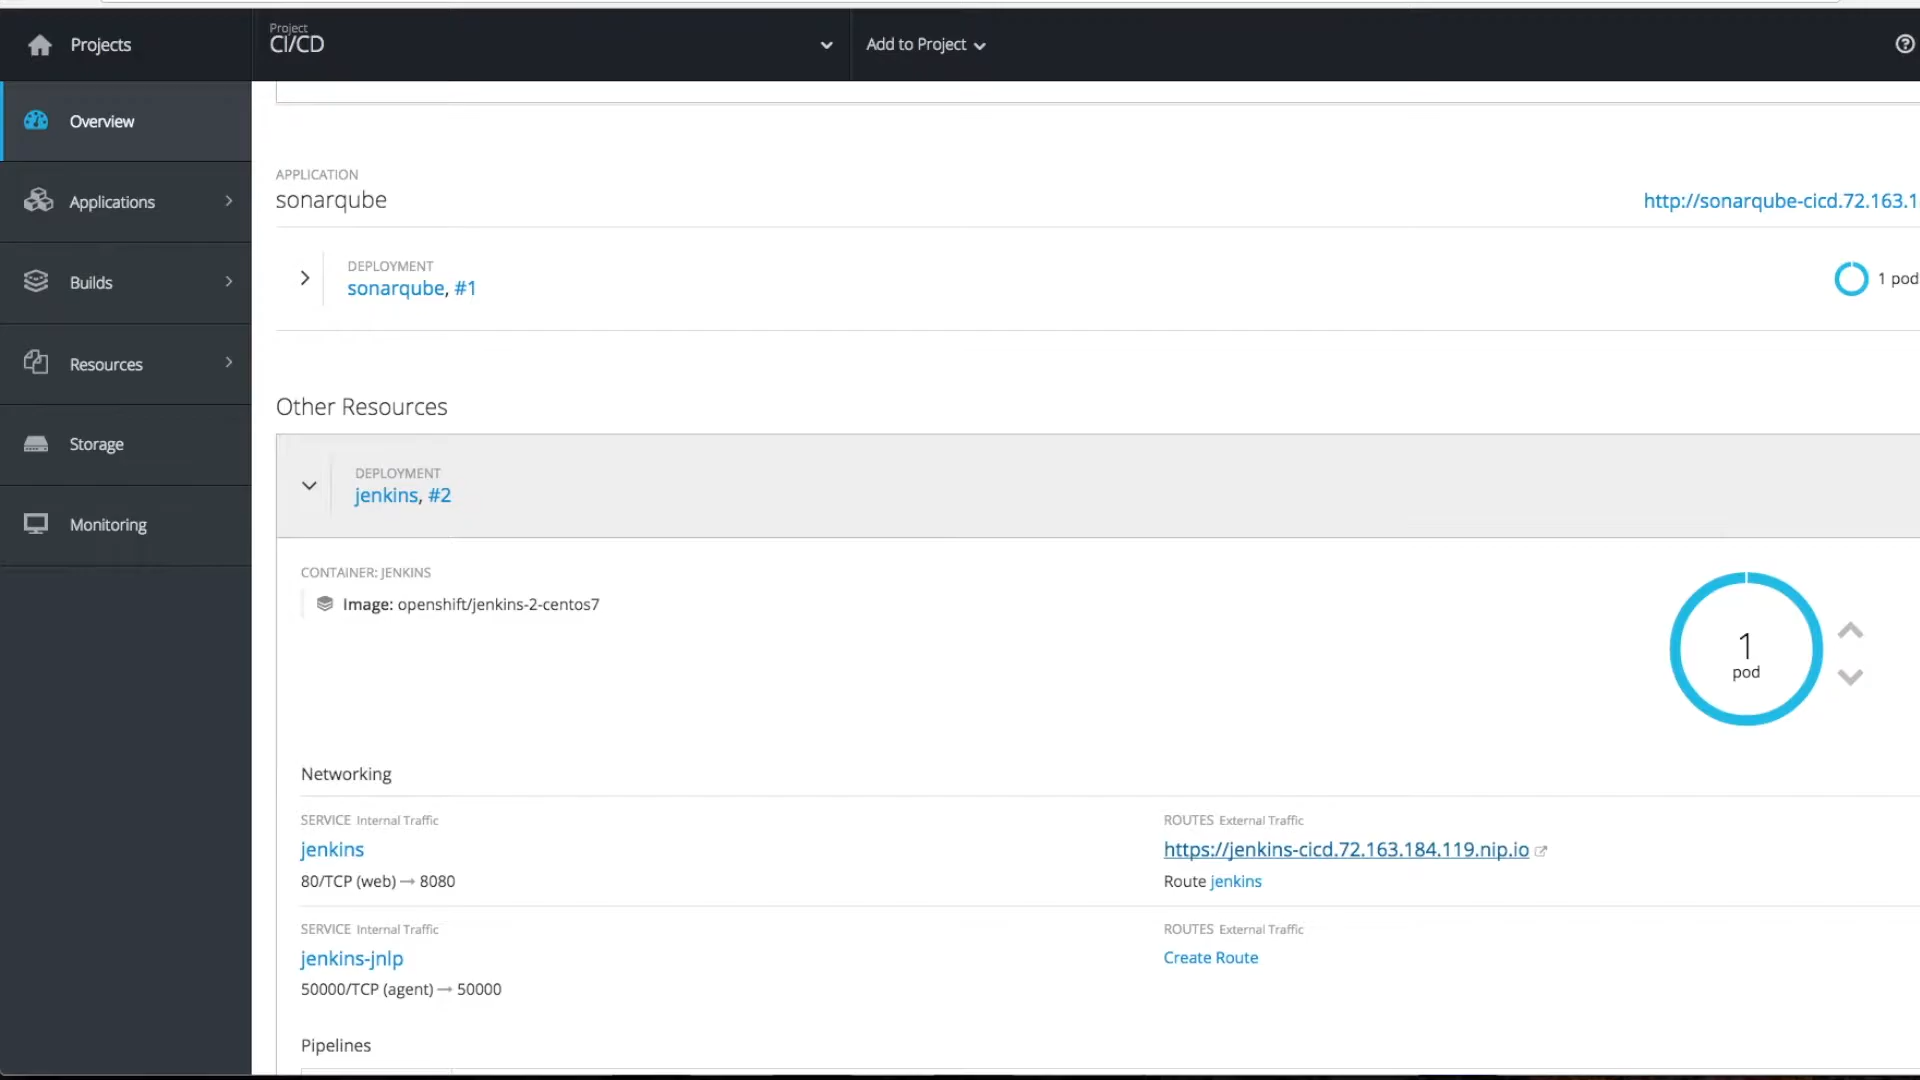 Projects
Project
CI/CD
Add to Project
Overview
Applications
Builds
Resources
Storage
Monitoring
APPLICATION
sonarqube
http://sonarqube-cicd.72.163.1
DEPLOYMENT
sonarqube, #1
1 pod
Other Resources
DEPLOYMENT
jenkins, #2
CONTAINER: JENKINS
Image: openshift/jenkins-2-centos7
1
pod
Networking
SERVICE Internal Traffic
jenkins
80/TCP (web) → 8080
ROUTES External Traffic
https://jenkins-cicd.72.163.184.119.nip.io
Route jenkins
SERVICE Internal Traffic
jenkins-jnlp
50000/TCP (agent) → 50000
ROUTES External Traffic
Create Route
Pipelines